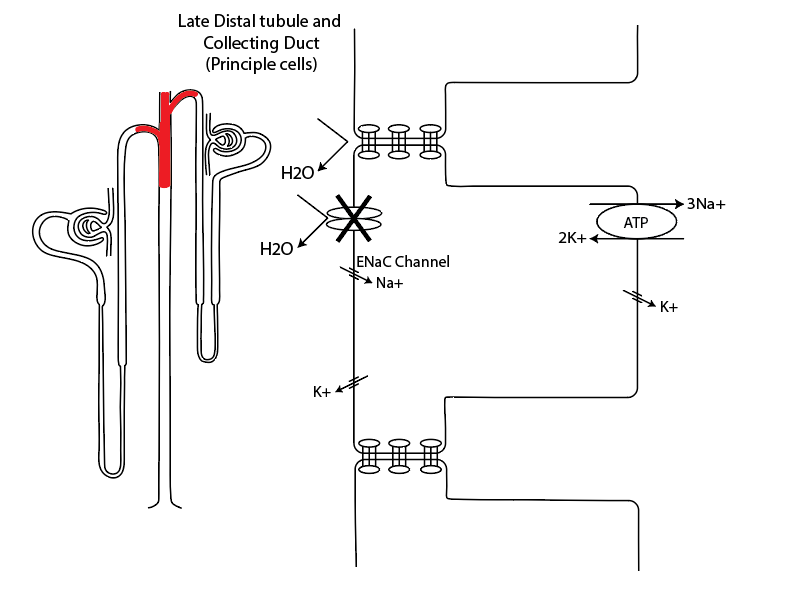 Late Distal tubule and
Collecting Duct
(Principle cells)
H2O
H2O
ENaC Channel
Na+
K+
3Na+
ATP
2K+
K+